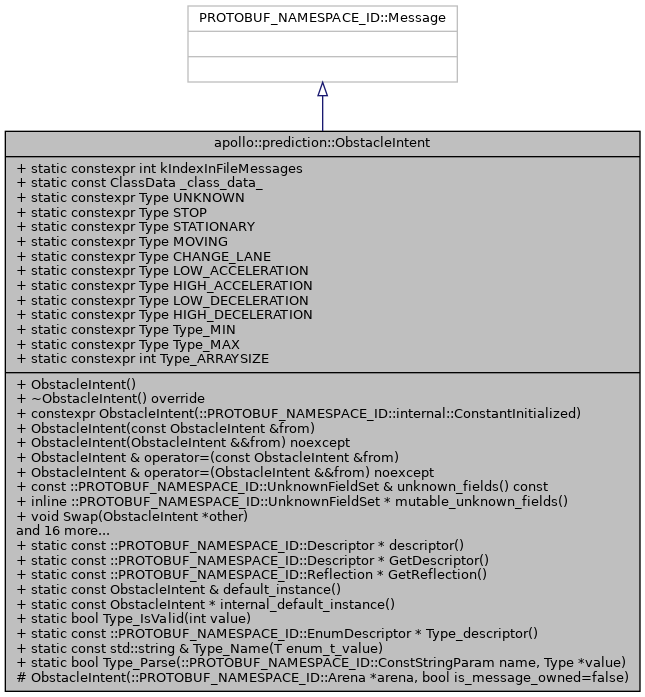 PROTOBUF_NAMESPACE_ID::Message
apollo::prediction::ObstacleIntent
+ static constexpr int kIndexInFileMessages
+ static const ClassData _class_data_
+ static constexpr Type UNKNOWN
+ static constexpr Type STOP
+ static constexpr Type STATIONARY
+ static constexpr Type MOVING
+ static constexpr Type CHANGE_LANE
+ static constexpr Type LOW_ACCELERATION
+ static constexpr Type HIGH_ACCELERATION
+ static constexpr Type LOW_DECELERATION
+ static constexpr Type HIGH_DECELERATION
+ static constexpr Type Type_MIN
+ static constexpr Type Type_MAX
+ static constexpr int Type_ARRAYSIZE
+ ObstacleIntent()
+ ~ObstacleIntent() override
+ constexpr ObstacleIntent(::PROTOBUF_NAMESPACE_ID::internal::ConstantInitialized)
+ ObstacleIntent(const ObstacleIntent &from)
+ ObstacleIntent(ObstacleIntent &&from) noexcept
+ ObstacleIntent & operator=(const ObstacleIntent &from)
+ ObstacleIntent & operator=(ObstacleIntent &&from) noexcept
+ const ::PROTOBUF_NAMESPACE_ID::UnknownFieldSet & unknown_fields() const
+ inline ::PROTOBUF_NAMESPACE_ID::UnknownFieldSet * mutable_unknown_fields()
+ void Swap(ObstacleIntent *other)
and 16 more...
+ static const ::PROTOBUF_NAMESPACE_ID::Descriptor * descriptor()
+ static const ::PROTOBUF_NAMESPACE_ID::Descriptor * GetDescriptor()
+ static const ::PROTOBUF_NAMESPACE_ID::Reflection * GetReflection()
+ static const ObstacleIntent & default_instance()
+ static const ObstacleIntent * internal_default_instance()
+ static bool Type_IsValid(int value)
+ static const ::PROTOBUF_NAMESPACE_ID::EnumDescriptor * Type_descriptor()
+ static const std::string & Type_Name(T enum_t_value)
+ static bool Type_Parse(::PROTOBUF_NAMESPACE_ID::ConstStringParam name, Type *value)
# ObstacleIntent(::PROTOBUF_NAMESPACE_ID::Arena *arena, bool is_message_owned=false)